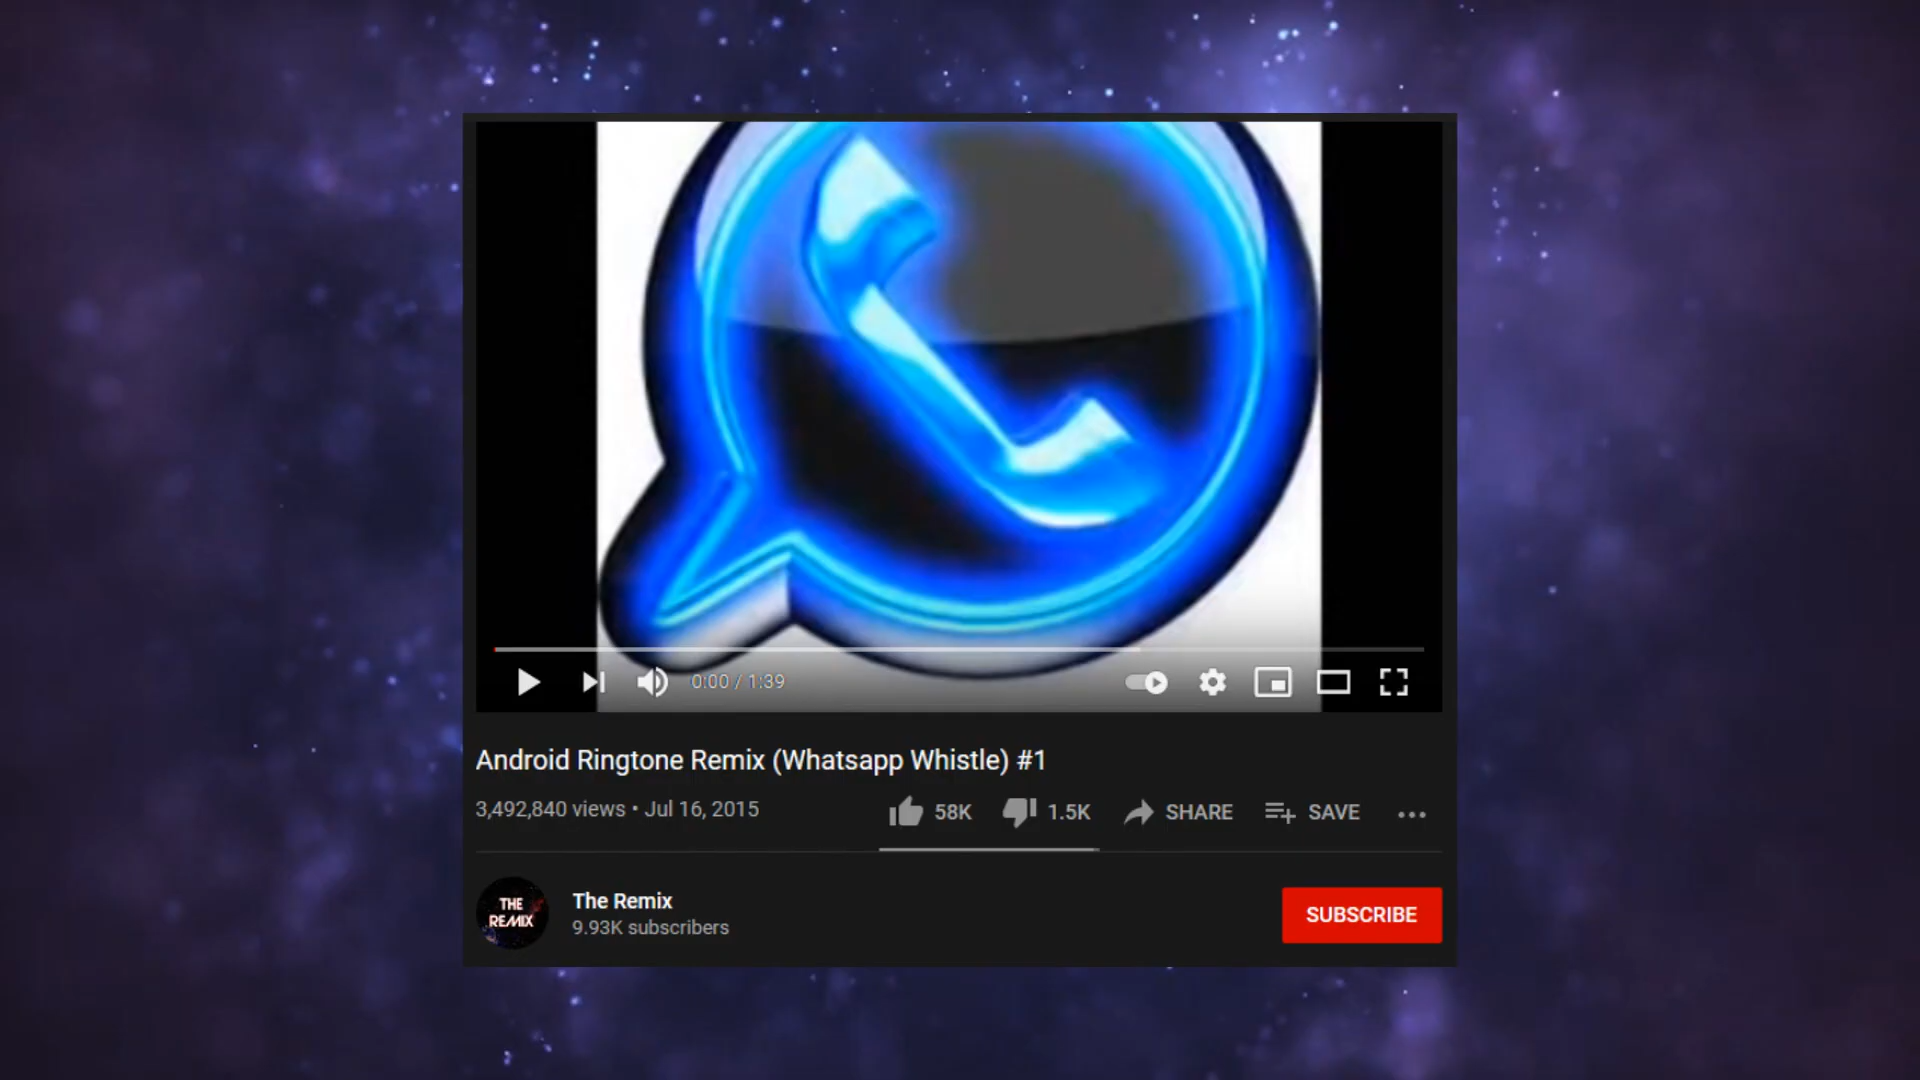 0:00 / 1:39
Android Ringtone Remix (Whatsapp Whistle) #1
3,492,840 views • Jul 16, 2015
58K
1.5K
SHARE
SAVE
THE
REMIX
The Remix
9.93K subscribers
SUBSCRIBE